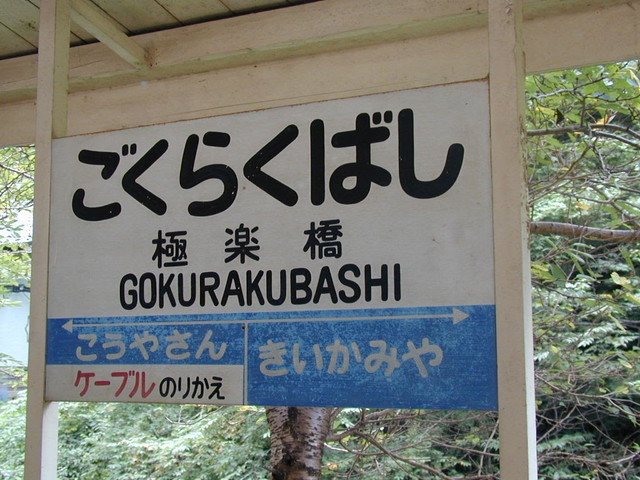 ごくらくばし
極楽橋
GOKURAKUBASHI
こうやさん
きいかみや
ケーブルのりかえ